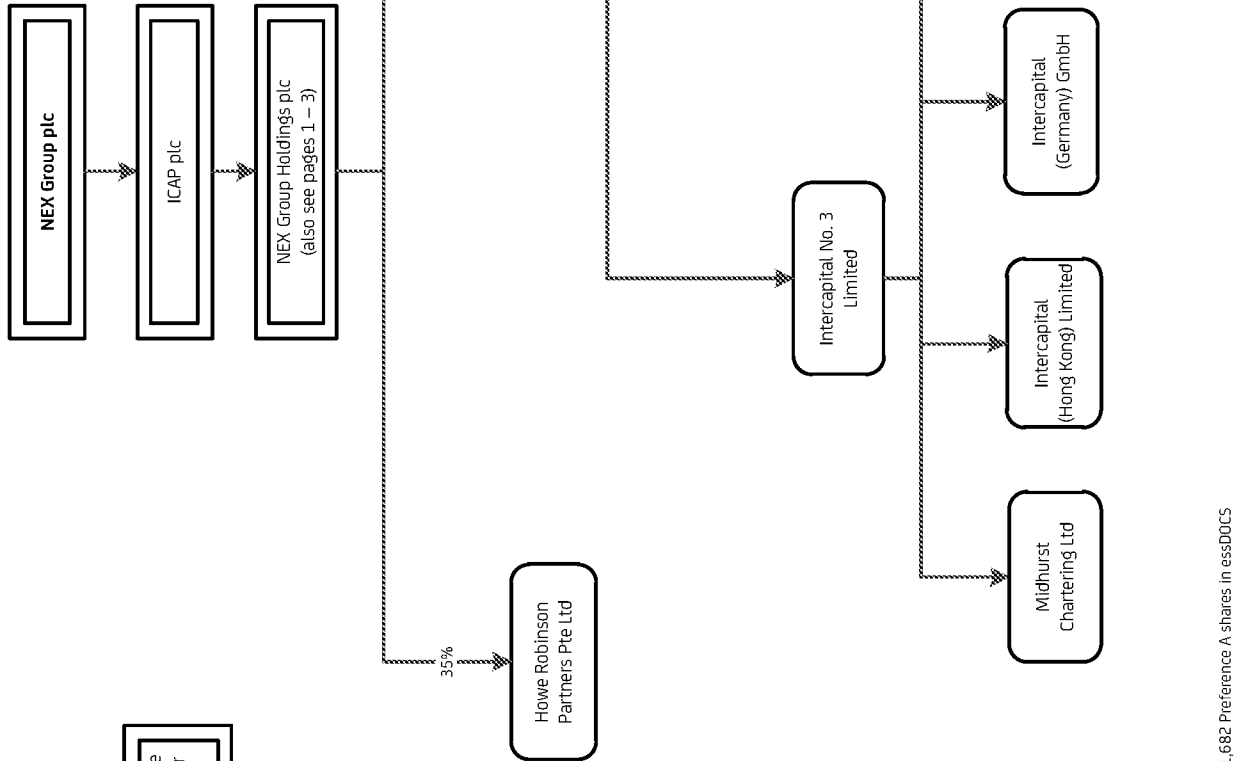 NEX Group plc
ICAP plc
NEX Group Holdings plc
(also see pages 1 – 3)
35%
Howe Robinson
Partners Pte Ltd
Intercapital No. 3
Limited
Midhurst
Chartering Ltd
Intercapital
(Hong Kong) Limited
Intercapital
(Germany) GmbH
,682 Preference A shares in essDOCS